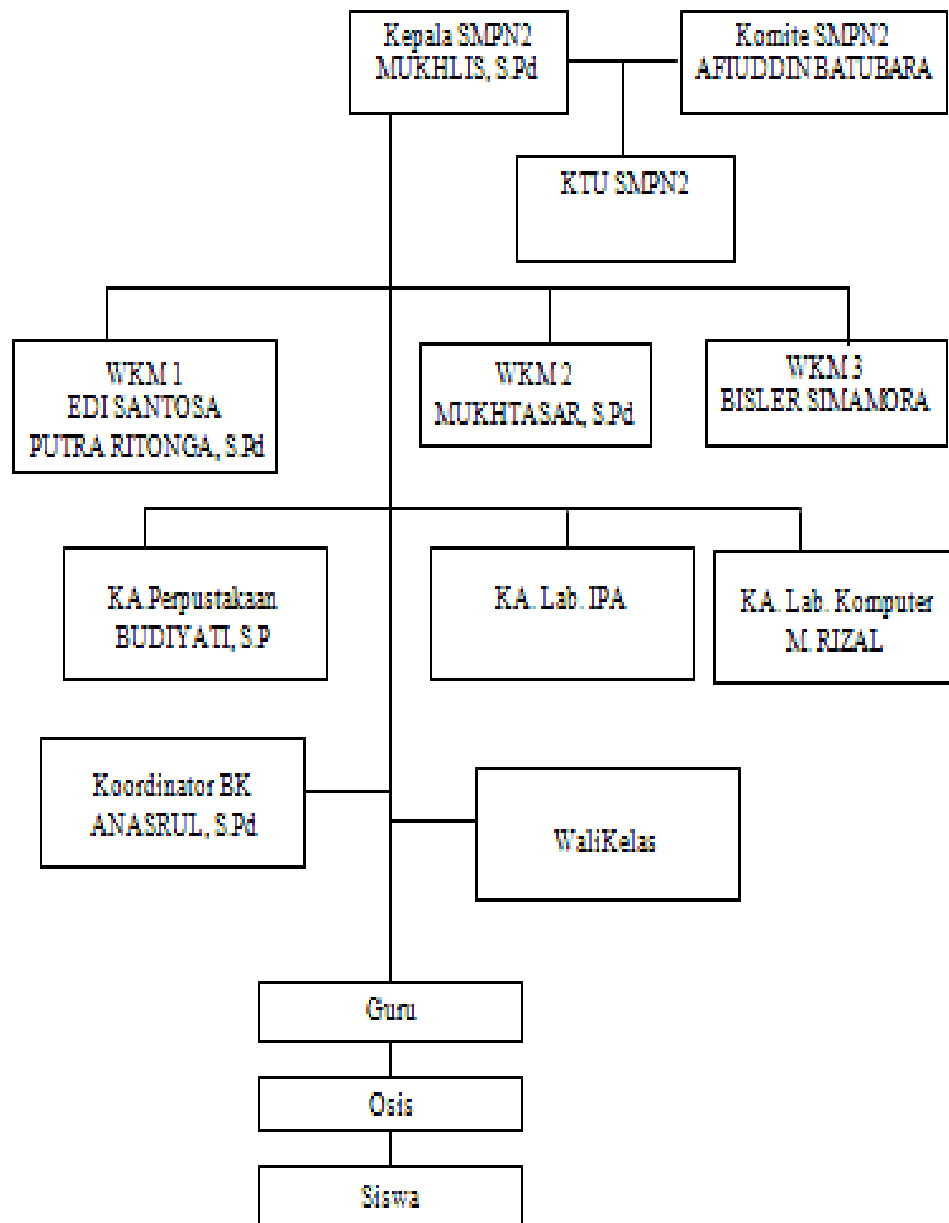 Kepala SMPN2
MUKHLIS, S.Pd
Komite SMPN2
AFIUDDIN BATUBARA
KTU SMPN2
WKM 1
EDI SANTOSA
PUTRA RITONGA, S.Pd
WKM 2
MUKHTASAR, S.Pd
WKM 3
BISLER SIMAMORA
KA.Perpustakaan
BUDIYATI, S.P
KA. Lab. IPA
KA. Lab. Komputer
M. RIZAL
Koordinator BK
ANASRUL, S.Pd
WaliKelas
Guru
Osis
Siswa